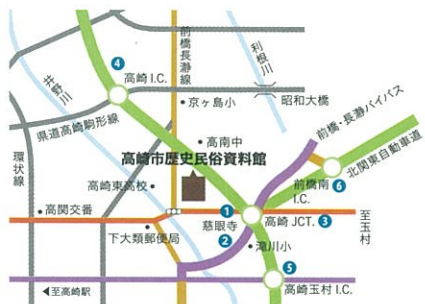 前橋長瀞線
利根川
井野川
④
高崎I.C.
・京ヶ島小
昭和大橋
県道高崎駒形線
・高南中
前橋・長瀞バイパス
北関東自動車道
環状線
高崎市歴史民俗資料館
高崎東高校・
前橋南
I.C.
⑥
・高関交番
①
慈眼寺
高崎JCT.
③
至玉村
下大類郵便局
②
・滝川小
⑤
◀至高崎駅
高崎玉村I.C.